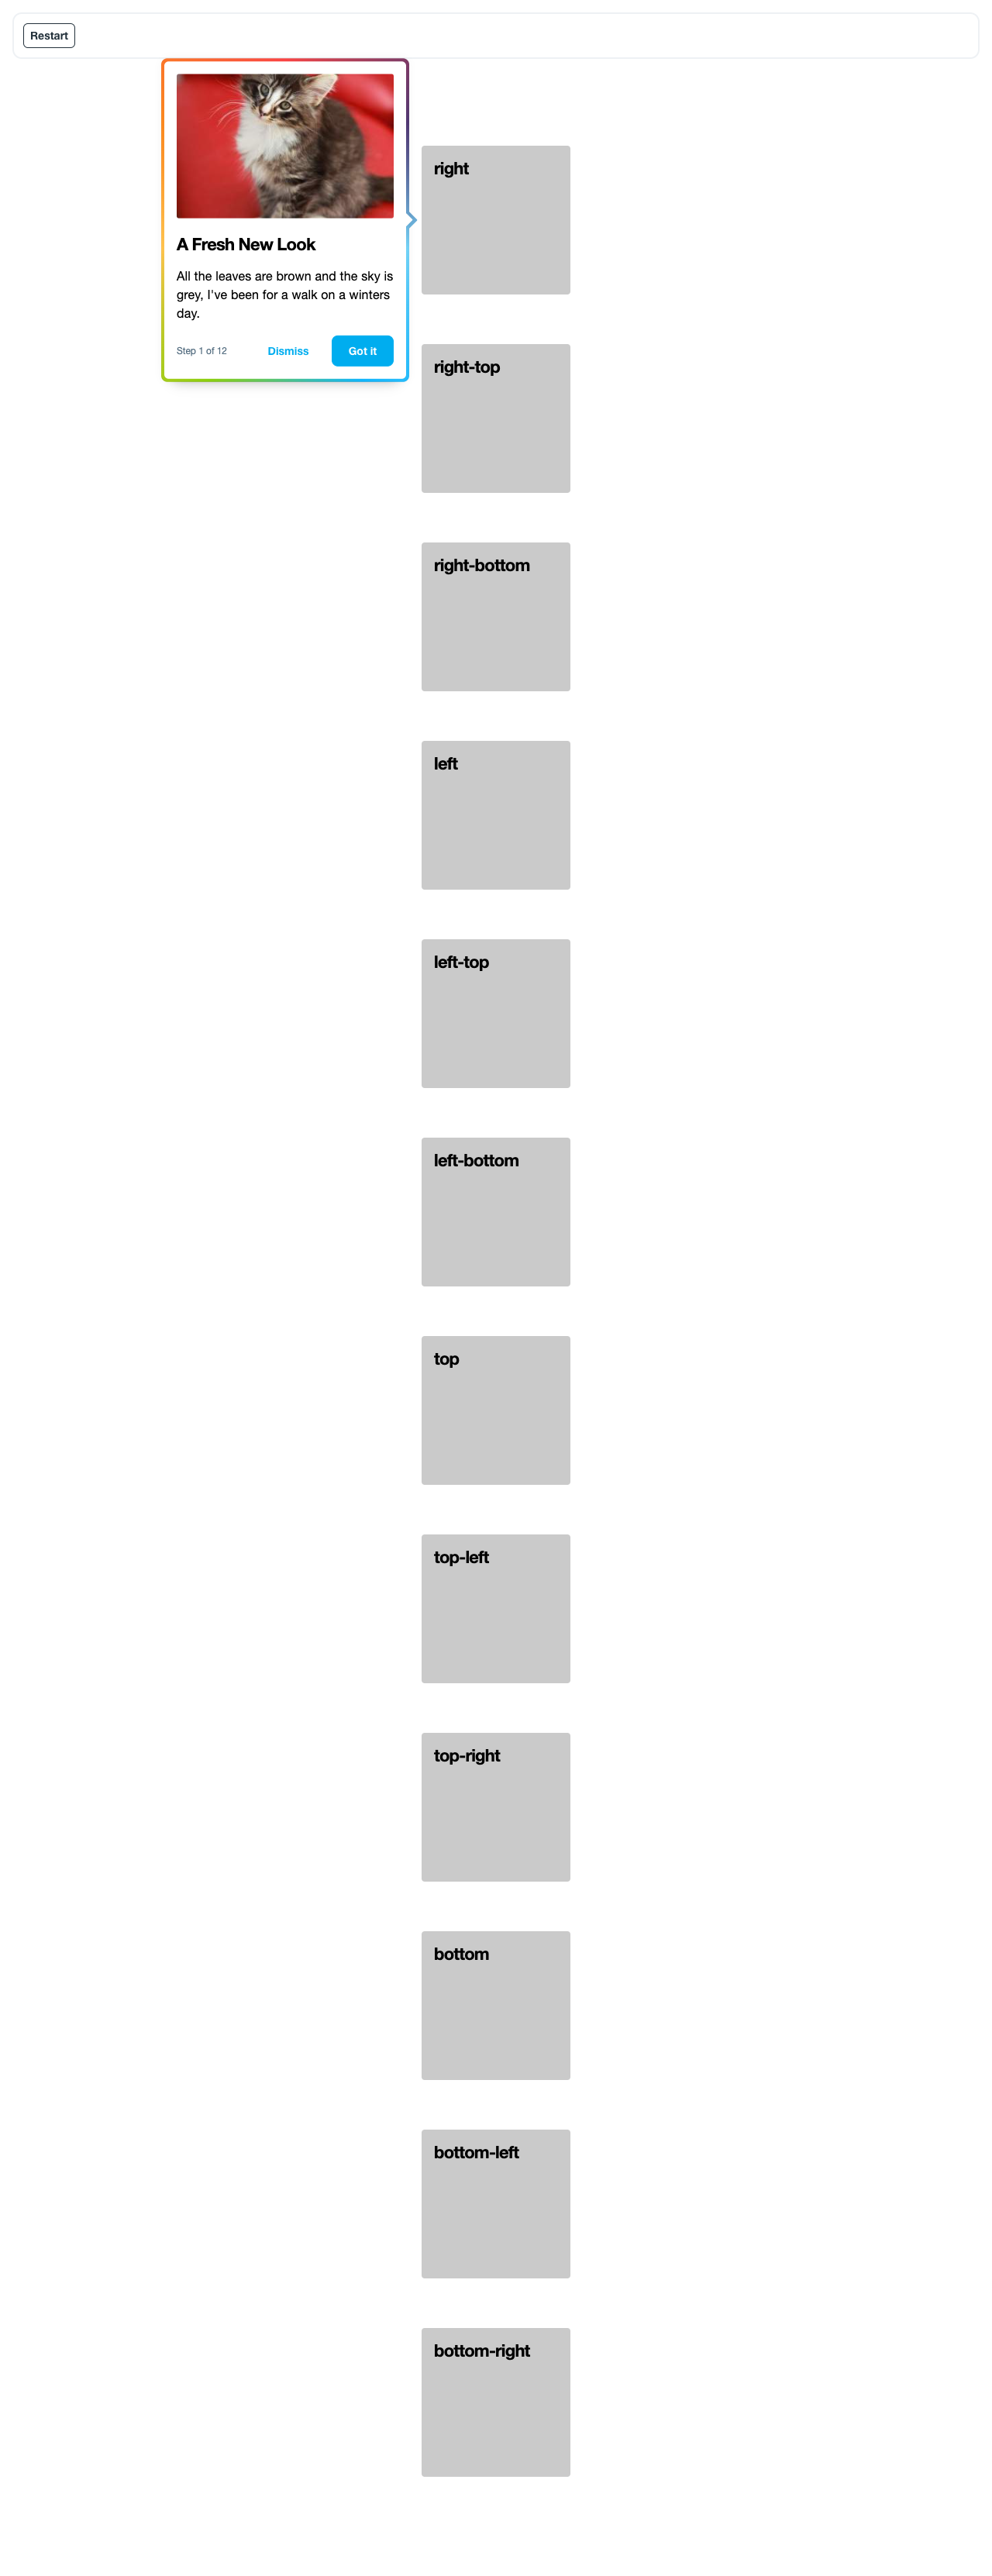 Restart
A Fresh New Look
All the leaves are brown and the sky is
grey, I've been for a walk on a winters
day.
Step 1 of 12
Dismiss
Got it
right
right-top
right-bottom
left
left-top
left-bottom
top
top-left
top-right
bottom
bottom-left
bottom-right